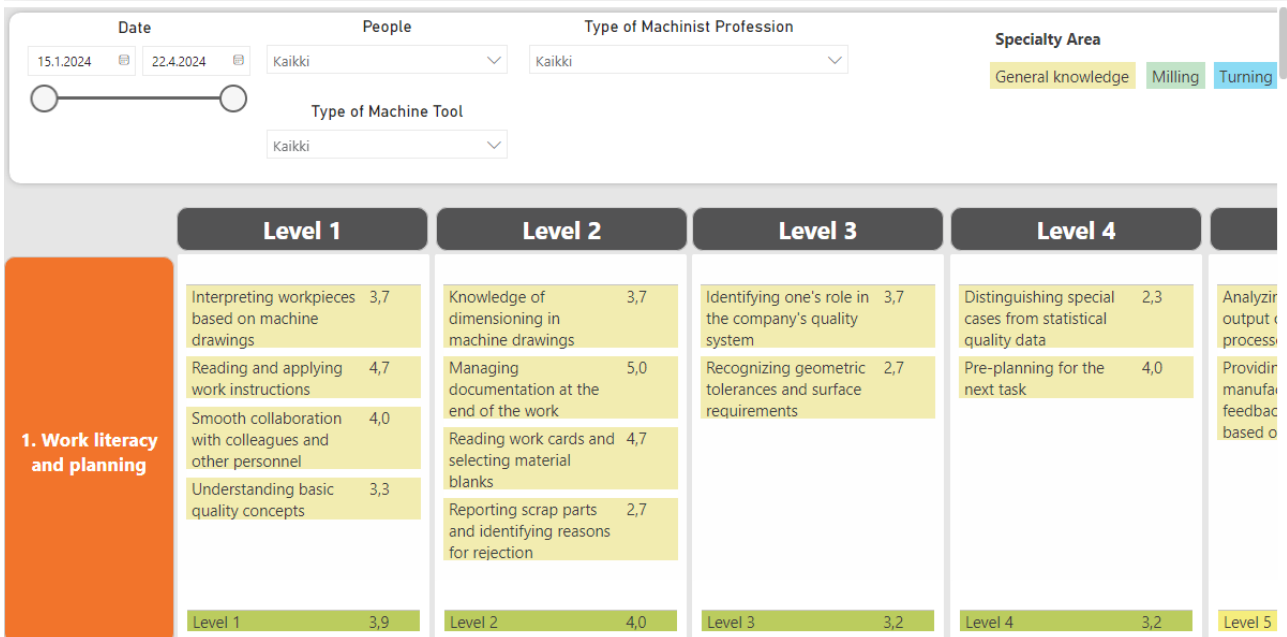 Date
People
Type of Machinist Profession
Specialty Area
15.1.2024
22.4.2024
Kaikki
Kaikki
General knowledge
Milling
Turning
Type of Machine Tool
Kaikki
Level 1
Level 2
Level 3
Level 4
1. Work literacy
and planning
Interpreting workpieces 3,7
based on machine
drawings
Reading and applying 4,7
work instructions
Smooth collaboration 4,0
with colleagues and
other personnel
Understanding basic 3,3
quality concepts
Level 1 3,9
Knowledge of 3,7
dimensioning in
machine drawings
Managing 5,0
documentation at the
end of the work
Reading work cards and 4,7
selecting material
blanks
Reporting scrap parts 2,7
and identifying reasons
for rejection
Level 2 4,0
Identifying one's role in 3,7
the company's quality
system
Recognizing geometric 2,7
tolerances and surface
requirements
Level 3 3,2
Distinguishing special 2,3
cases from statistical
quality data
Pre-planning for the 4,0
next task
Level 4 3,2
output
based
Level 5